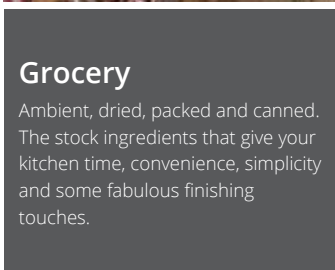 Grocery
Ambient, dried, packed and canned.
The stock ingredients that give your
kitchen time, convenience, simplicity
and some fabulous finishing
touches.